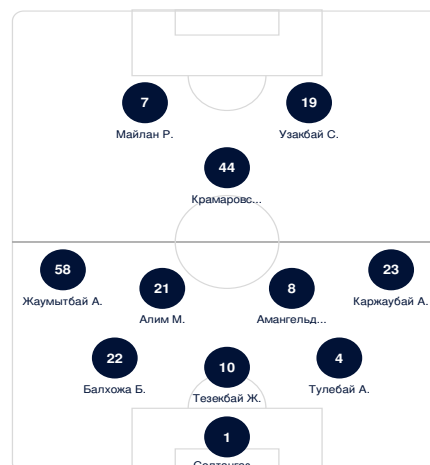 7
19
Майлан Р.
Узакбай С.
44
Крамаровс...
58
23
21
8
Жаумытбай А.
Каржаубай А.
Алим М.
Амангельд...
22
10
4
Балхожа Б.
Тезекбай Ж.
Тулебай А.
1